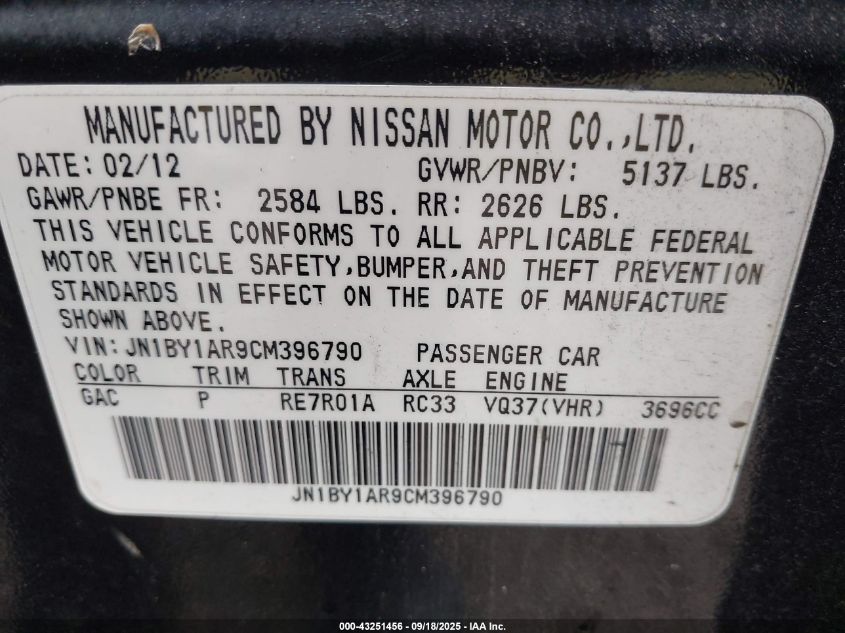 MANUFACTURED BY NISSAN MOTOR CO.,LTD.
DATE: 02/12 GVWR/PNBV: 5137 LBS.
GAWR/PNBE FR: 2584 LBS. RR: 2626 LBS.
THIS VEHICLE CONFORMS TO ALL APPLICABLE FEDERAL
MOTOR VEHICLE SAFETY,BUMPER,AND THEFT PREVENTION
STANDARDS IN EFFECT ON THE DATE OF MANUFACTURE
SHOWN ABOVE.
VIN: JN1BY1AR9CM396790 PASSENGER CAR
COLOR TRIM TRANS AXLE ENGINE
GAC P RE7R01A RC33 VQ37(VHR) 3696CC
JN1BY1AR9CM396790
000-43251456 - 09/18/2025 - IAA Inc.